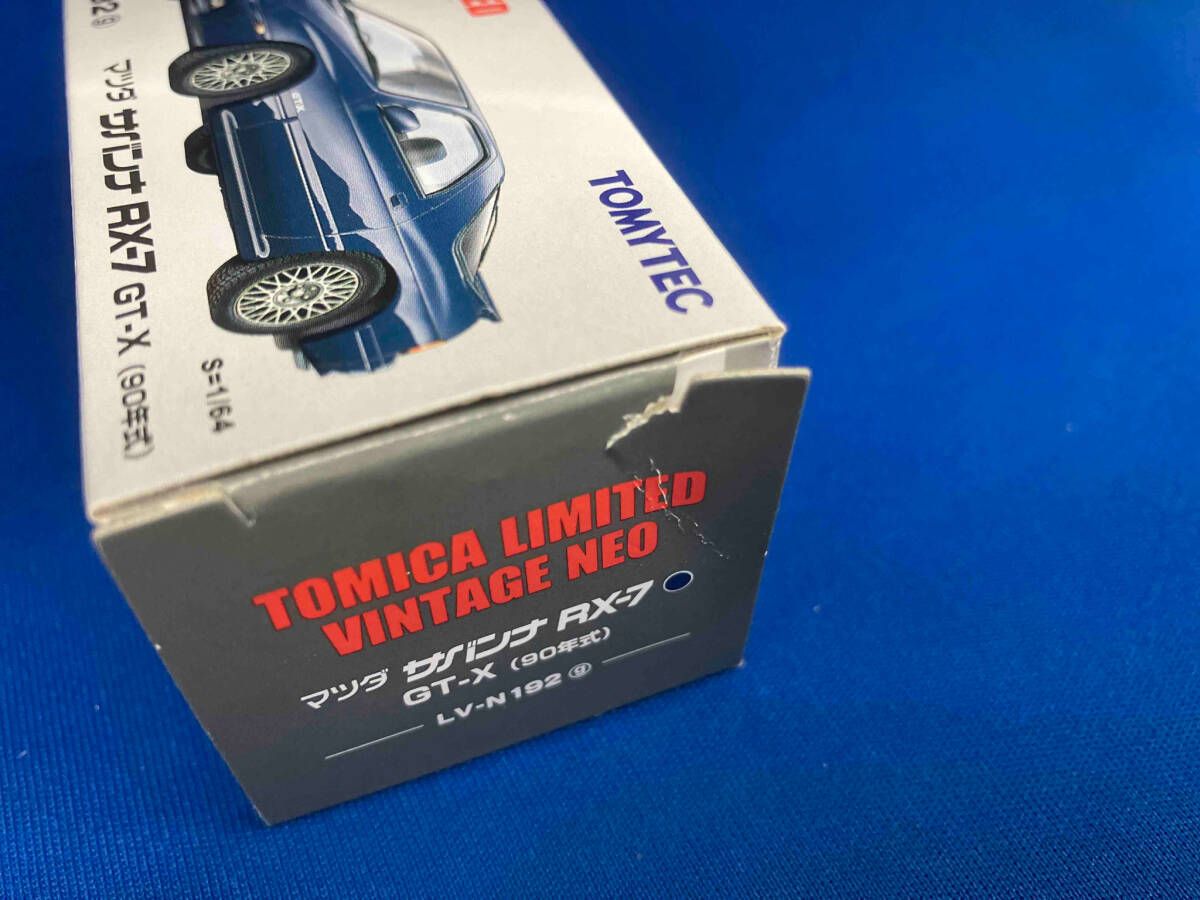 マツダ サバンナ RX-7 GT-X (90年式)
GT-X
S=1/64
TOMYTEC
TOMICA LIMITED
VINTAGE NEO
マツダ サバンナ RX-7
GT-X (90年式)
LV-N192 ⓖ